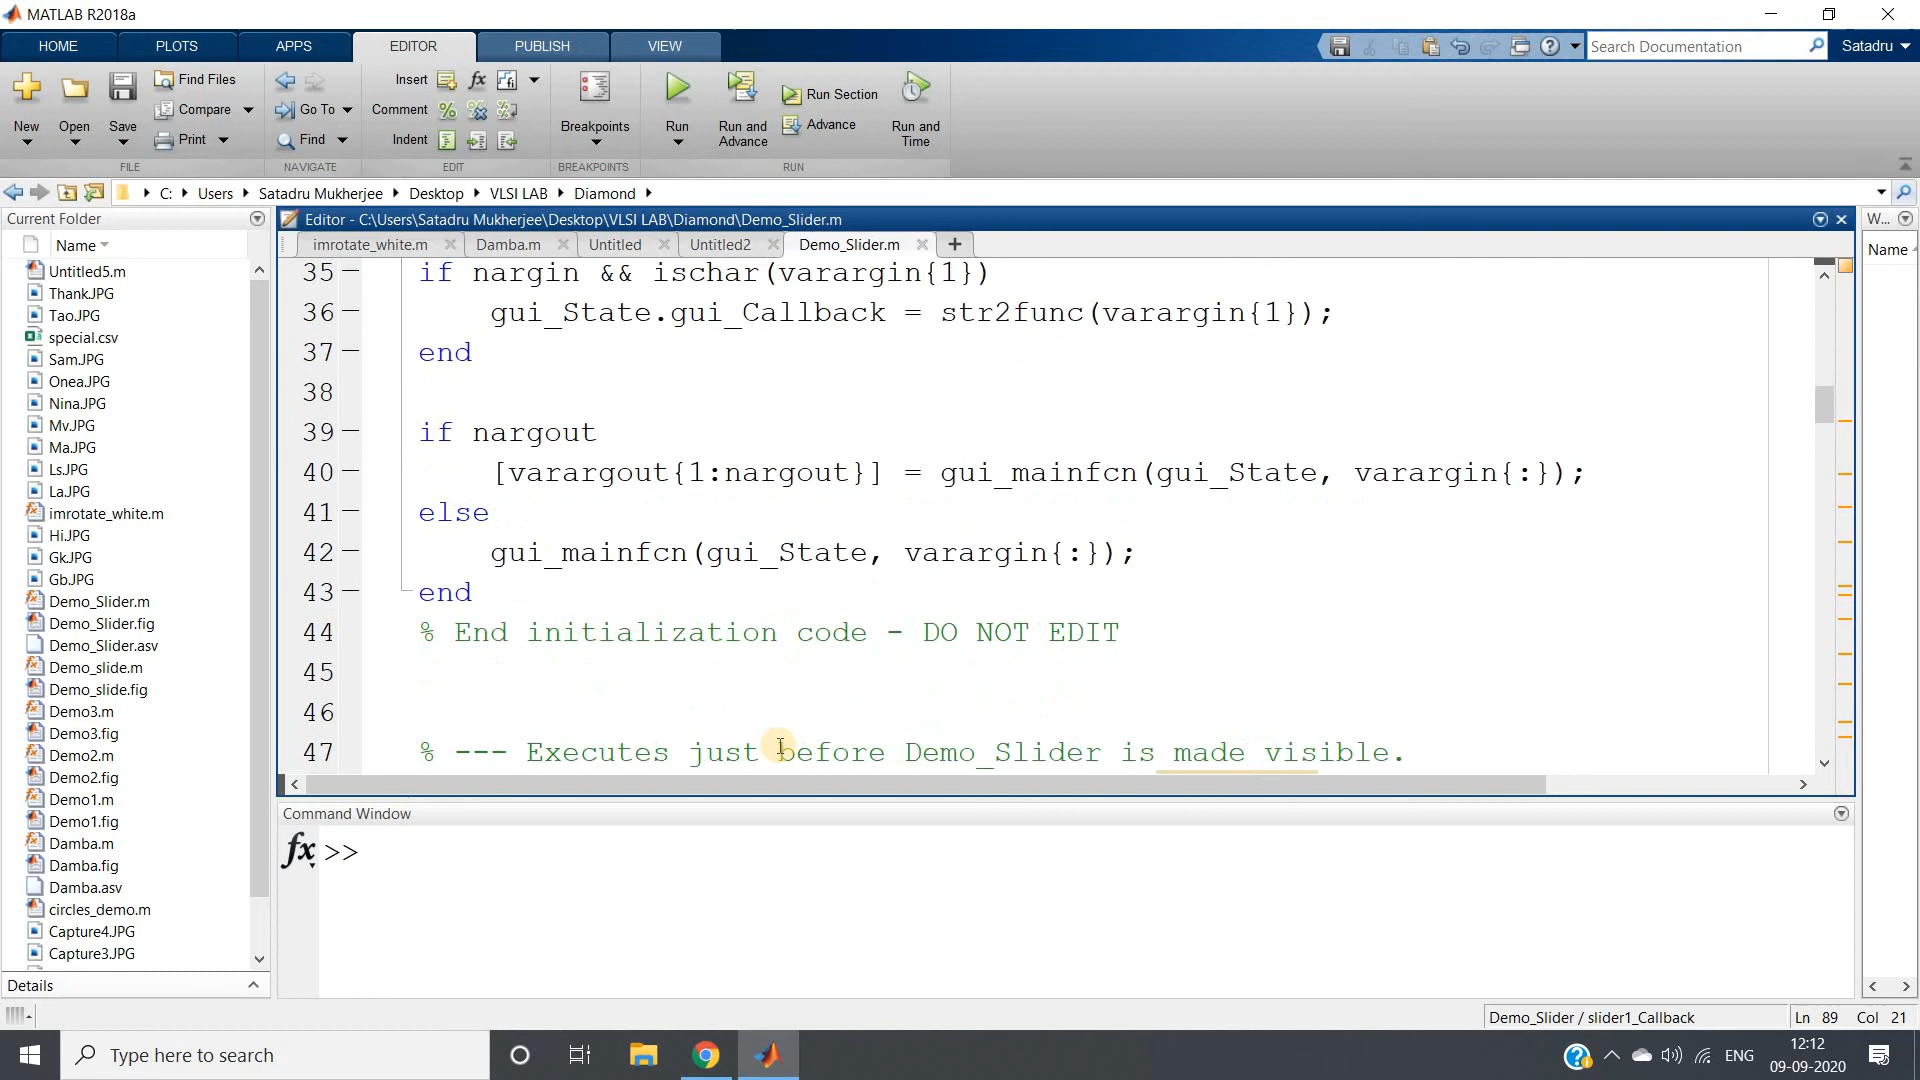 MATLAB R2018a
HOME PLOTS APPS EDITOR PUBLISH VIEW
Search Documentation Satadru
New Open Save Find Files Compare Print Go To Find Insert fx Comment Indent Breakpoints Run Run and Advance Run Section Advance Run and Time
FILE NAVIGATE EDIT BREAKPOINTS RUN
C: Users Satadru Mukherjee Desktop VLSI LAB Diamond
Current Folder
Name
Untitled5.m
Thank.JPG
Tao.JPG
special.csv
Sam.JPG
Onea.JPG
Nina.JPG
Mv.JPG
Ma.JPG
Ls.JPG
La.JPG
imrotate_white.m
Hi.JPG
Gk.JPG
Gb.JPG
Demo_Slider.m
Demo_Slider.fig
Demo_Slider.asv
Demo_slide.m
Demo_slide.fig
Demo3.m
Demo3.fig
Demo2.m
Demo2.fig
Demo1.m
Demo1.fig
Damba.m
Damba.fig
Damba.asv
circles_demo.m
Capture4.JPG
Capture3.JPG
Details
Editor - C:\Users\Satadru Mukherjee\Desktop\VLSI LAB\Diamond\Demo_Slider.m
imrotate_white.m Damba.m Untitled Untitled2 Demo_Slider.m
35 if nargin && ischar(varargin{1})
36 gui_State.gui_Callback = str2func(varargin{1});
37 end
38
39 if nargout
40 [varargout{1:nargout}] = gui_mainfcn(gui_State, varargin{:});
41 else
42 gui_mainfcn(gui_State, varargin{:});
43 end
44 % End initialization code - DO NOT EDIT
45
46
47 % --- Executes just before Demo_Slider is made visible.
W...
Name
Command Window
fx >>
Demo_Slider / slider1_Callback Ln 89 Col 21
Type here to search
ENG
12:12
09-09-2020